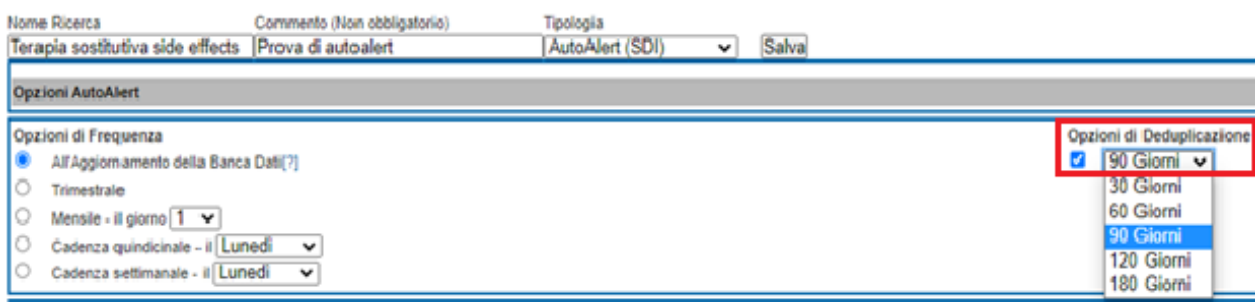 Nome Ricerca Commento (Non obbligatorio) Tipologia
Terapia sostitutiva side effects Prova di autoalert AutoAlert (SDI) Salva
Opzioni AutoAlert
Opzioni di Frequenza Opzioni di Deduplicazione
All'Aggiornamento della Banca Dati[?] 90 Giorni
Trimestrale 30 Giorni
Mensile - il giorno 1 60 Giorni
Cadenza quindicinale - il Lunedì 90 Giorni
Cadenza settimanale - il Lunedì 120 Giorni
180 Giorni